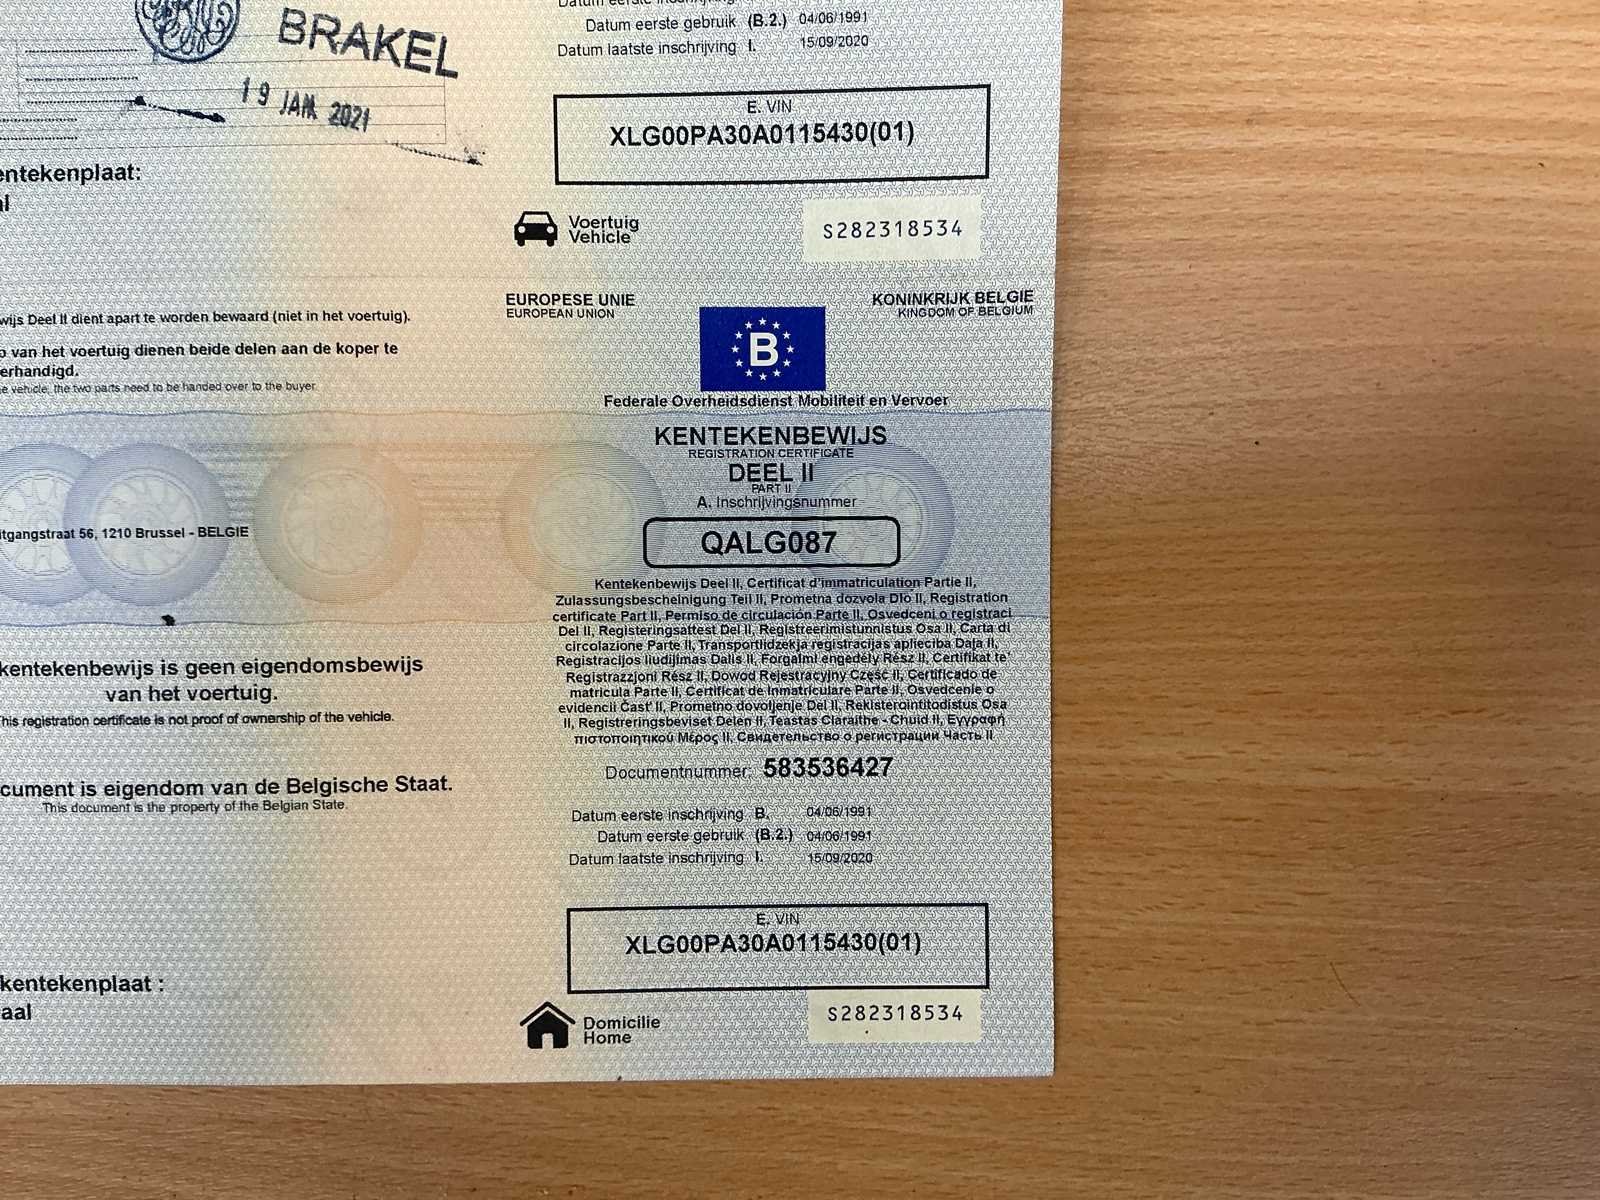 BRAKEL
19 JAN 2021
Datum eerste gebruik (B.2.) 04/06/1991
Datum laatste inschrijving I. 15/09/2020
E. VIN
XLG00PA30A0115430(01)
entekenplaat:
al
Voertuig
Vehicle
S282318534
EUROPESE UNIE
EUROPEAN UNION
KONINKRIJK BELGIE
KINGDOM OF BELGIUM
B
wijs Deel II dient apart te worden bewaard (niet in het voertuig).
p van het voertuig dienen beide delen aan de koper te
erhandigd.
e vehicle, the two parts need to be handed over to the buyer.
Federale Overheidsdienst Mobiliteit en Vervoer
KENTEKENBEWIJS
REGISTRATION CERTIFICATE
DEEL II
PART II
A. Inschrijvingsnummer
QALG087
itgangstraat 56, 1210 Brussel - BELGIE
Kentekenbewijs Deel II, Certificat d'immatriculation Partie II,
Zulassungsbescheinigung Teil II, Prometna dozvola Dio II, Registration
certificate Part II, Permiso de circulación Parte II, Osvedceni o registraci
Del II, Registeringsattest Del II, Registreerimistunnistus Osa II, Carta di
circolazione Parte II, Transportlidzekja registracijas aplieciba Daja II,
Registracijos liudijimas Dalis II, Forgalmi engedély Rész II, Certifikat ta'
Registrazzjoni Rész II, Dowod Rejestracyjny Część II, Certificado de
matricula Parte II, Certificat de Inmatriculare Parte II, Osvedcenie o
evidencii Časť II, Prometno dovoljenje Del II, Rekisterointitodistus Osa
II, Registreringsbeviset Delen II, Teastas Claraithe - Chuid II, Εγγραφή
πιστοποιητικού Μέρος II, Свидетельство о регистрации Часть II
kentekenbewijs is geen eigendomsbewijs
van het voertuig.
his registration certificate is not proof of ownership of the vehicle.
cument is eigendom van de Belgische Staat.
This document is the property of the Belgian State.
Documentnummer: 583536427
Datum eerste inschrijving B. 04/06/1991
Datum eerste gebruik (B.2.) 04/06/1991
Datum laatste inschrijving I. 15/09/2020
E. VIN
XLG00PA30A0115430(01)
kentekenplaat :
aal
Domicilie
Home
S282318534